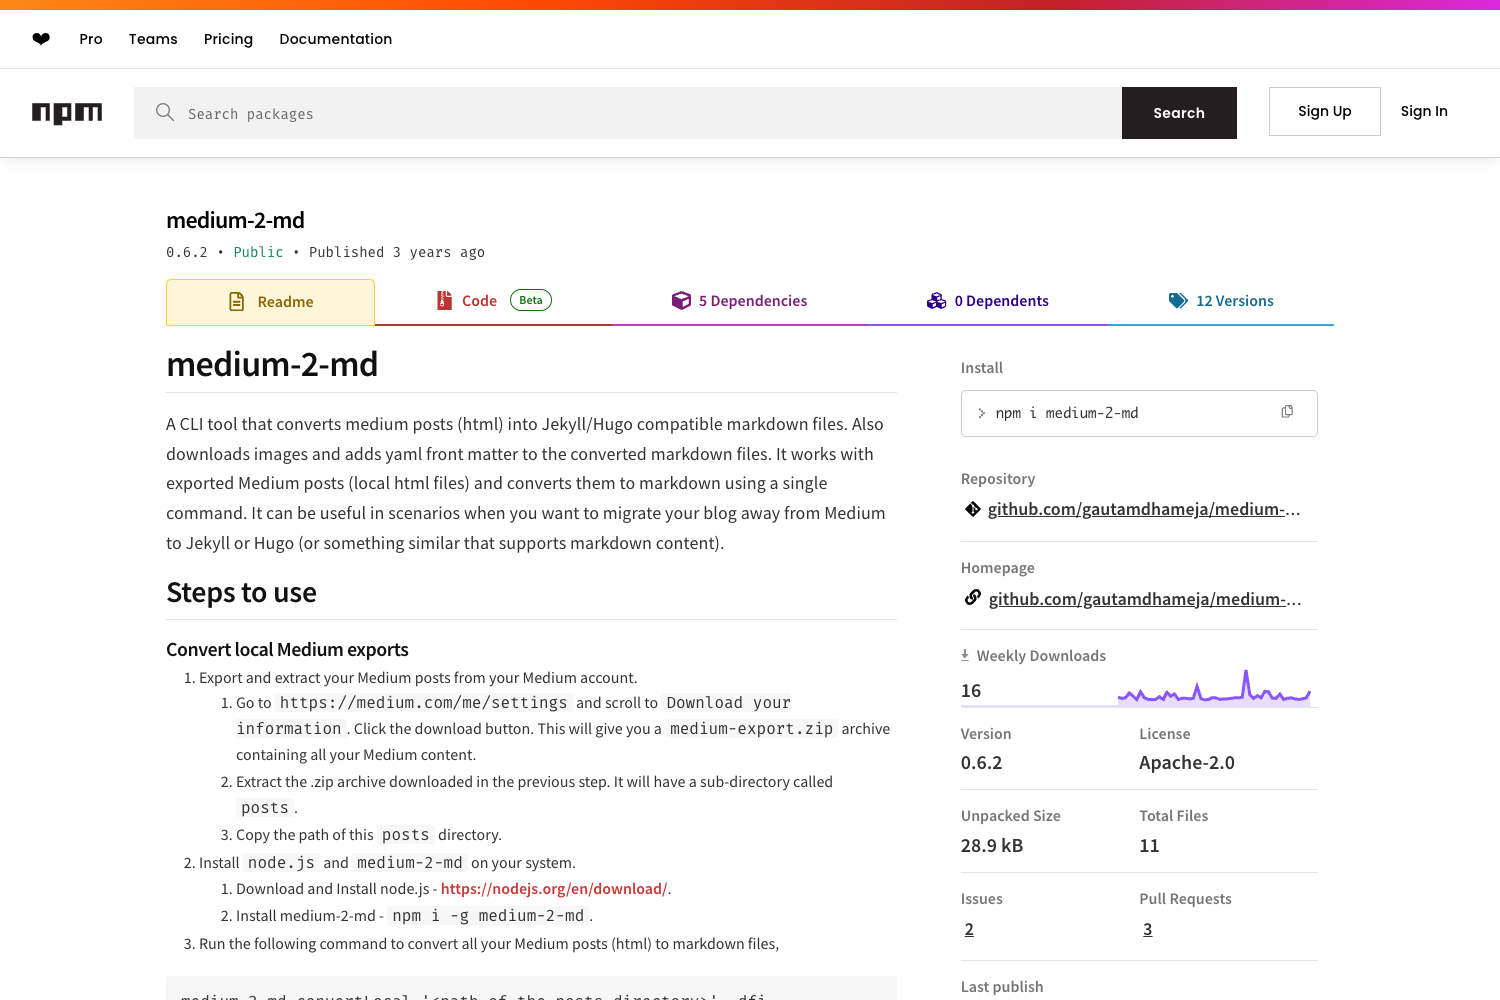 ❤ Pro Teams Pricing Documentation
npm Search packages Search Sign Up Sign In
medium-2-md
0.6.2 • Public • Published 3 years ago
Readme Code Beta 5 Dependencies 0 Dependents 12 Versions
medium-2-md
A CLI tool that converts medium posts (html) into Jekyll/Hugo compatible markdown files. Also
downloads images and adds yaml front matter to the converted markdown files. It works with
exported Medium posts (local html files) and converts them to markdown using a single
command. It can be useful in scenarios when you want to migrate your blog away from Medium
to Jekyll or Hugo (or something similar that supports markdown content).
Steps to use
Convert local Medium exports
1. Export and extract your Medium posts from your Medium account.
1. Go to https://medium.com/me/settings and scroll to Download your
information . Click the download button. This will give you a medium-export.zip archive
containing all your Medium content.
2. Extract the .zip archive downloaded in the previous step. It will have a sub-directory called
posts .
3. Copy the path of this posts directory.
2. Install node.js and medium-2-md on your system.
1. Download and Install node.js - https://nodejs.org/en/download/.
2. Install medium-2-md - npm i -g medium-2-md .
3. Run the following command to convert all your Medium posts (html) to markdown files,
medium-2-md convertLocal '<path of the posts directory>' -dfi
Install
> npm i medium-2-md
Repository
github.com/gautamdhameja/medium-...
Homepage
github.com/gautamdhameja/medium-...
Weekly Downloads
16
Version License
0.6.2 Apache-2.0
Unpacked Size Total Files
28.9 kB 11
Issues Pull Requests
2 3
Last publish